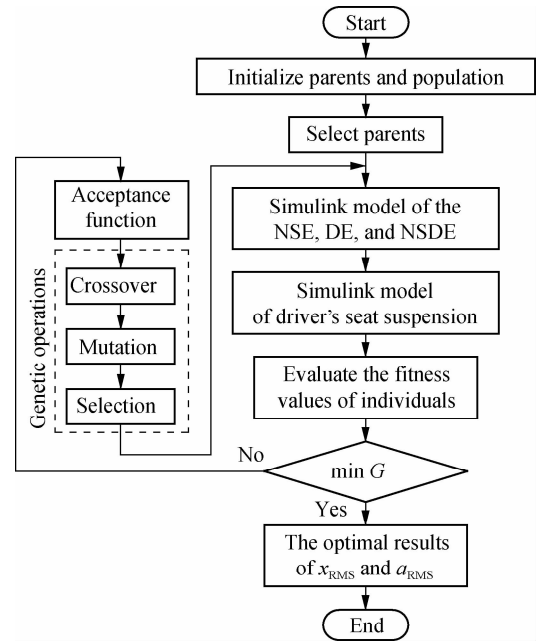 Start
Initialize parents and population
Select parents
Acceptance
function
Simulink model of the
NSE, DE, and NSDE
Genetic operations
Crossover
Mutation
Selection
Simulink model
of driver's seat suspension
Evaluate the fitness
values of individuals
No
min G
Yes
The optimal results
of xRMS and aRMS
End